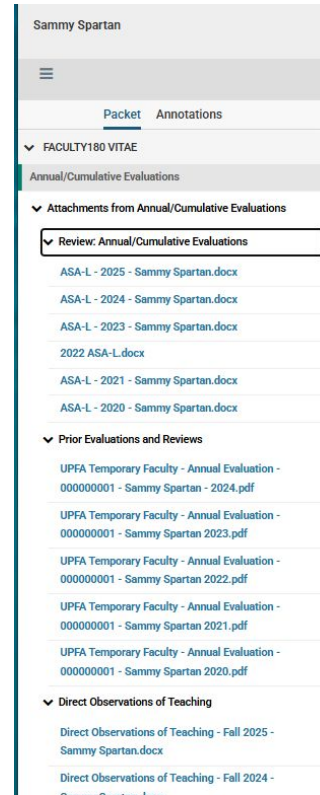 Sammy Spartan
Packet Annotations
FACULTY180 VITAE
Annual/Cumulative Evaluations
Attachments from Annual/Cumulative Evaluations
Review: Annual/Cumulative Evaluations
ASA-L - 2025 - Sammy Spartan.docx
ASA-L - 2024 - Sammy Spartan.docx
ASA-L - 2023 - Sammy Spartan.docx
2022 ASA-L.docx
ASA-L - 2021 - Sammy Spartan.docx
ASA-L - 2020 - Sammy Spartan.docx
Prior Evaluations and Reviews
UPFA Temporary Faculty - Annual Evaluation -
000000001 - Sammy Spartan - 2024.pdf
UPFA Temporary Faculty - Annual Evaluation -
000000001 - Sammy Spartan 2023.pdf
UPFA Temporary Faculty - Annual Evaluation -
000000001 - Sammy Spartan 2022.pdf
UPFA Temporary Faculty - Annual Evaluation -
000000001 - Sammy Spartan 2021.pdf
UPFA Temporary Faculty - Annual Evaluation -
000000001 - Sammy Spartan 2020.pdf
Direct Observations of Teaching
Direct Observations of Teaching - Fall 2025 -
Sammy Spartan.docx
Direct Observations of Teaching - Fall 2024 -